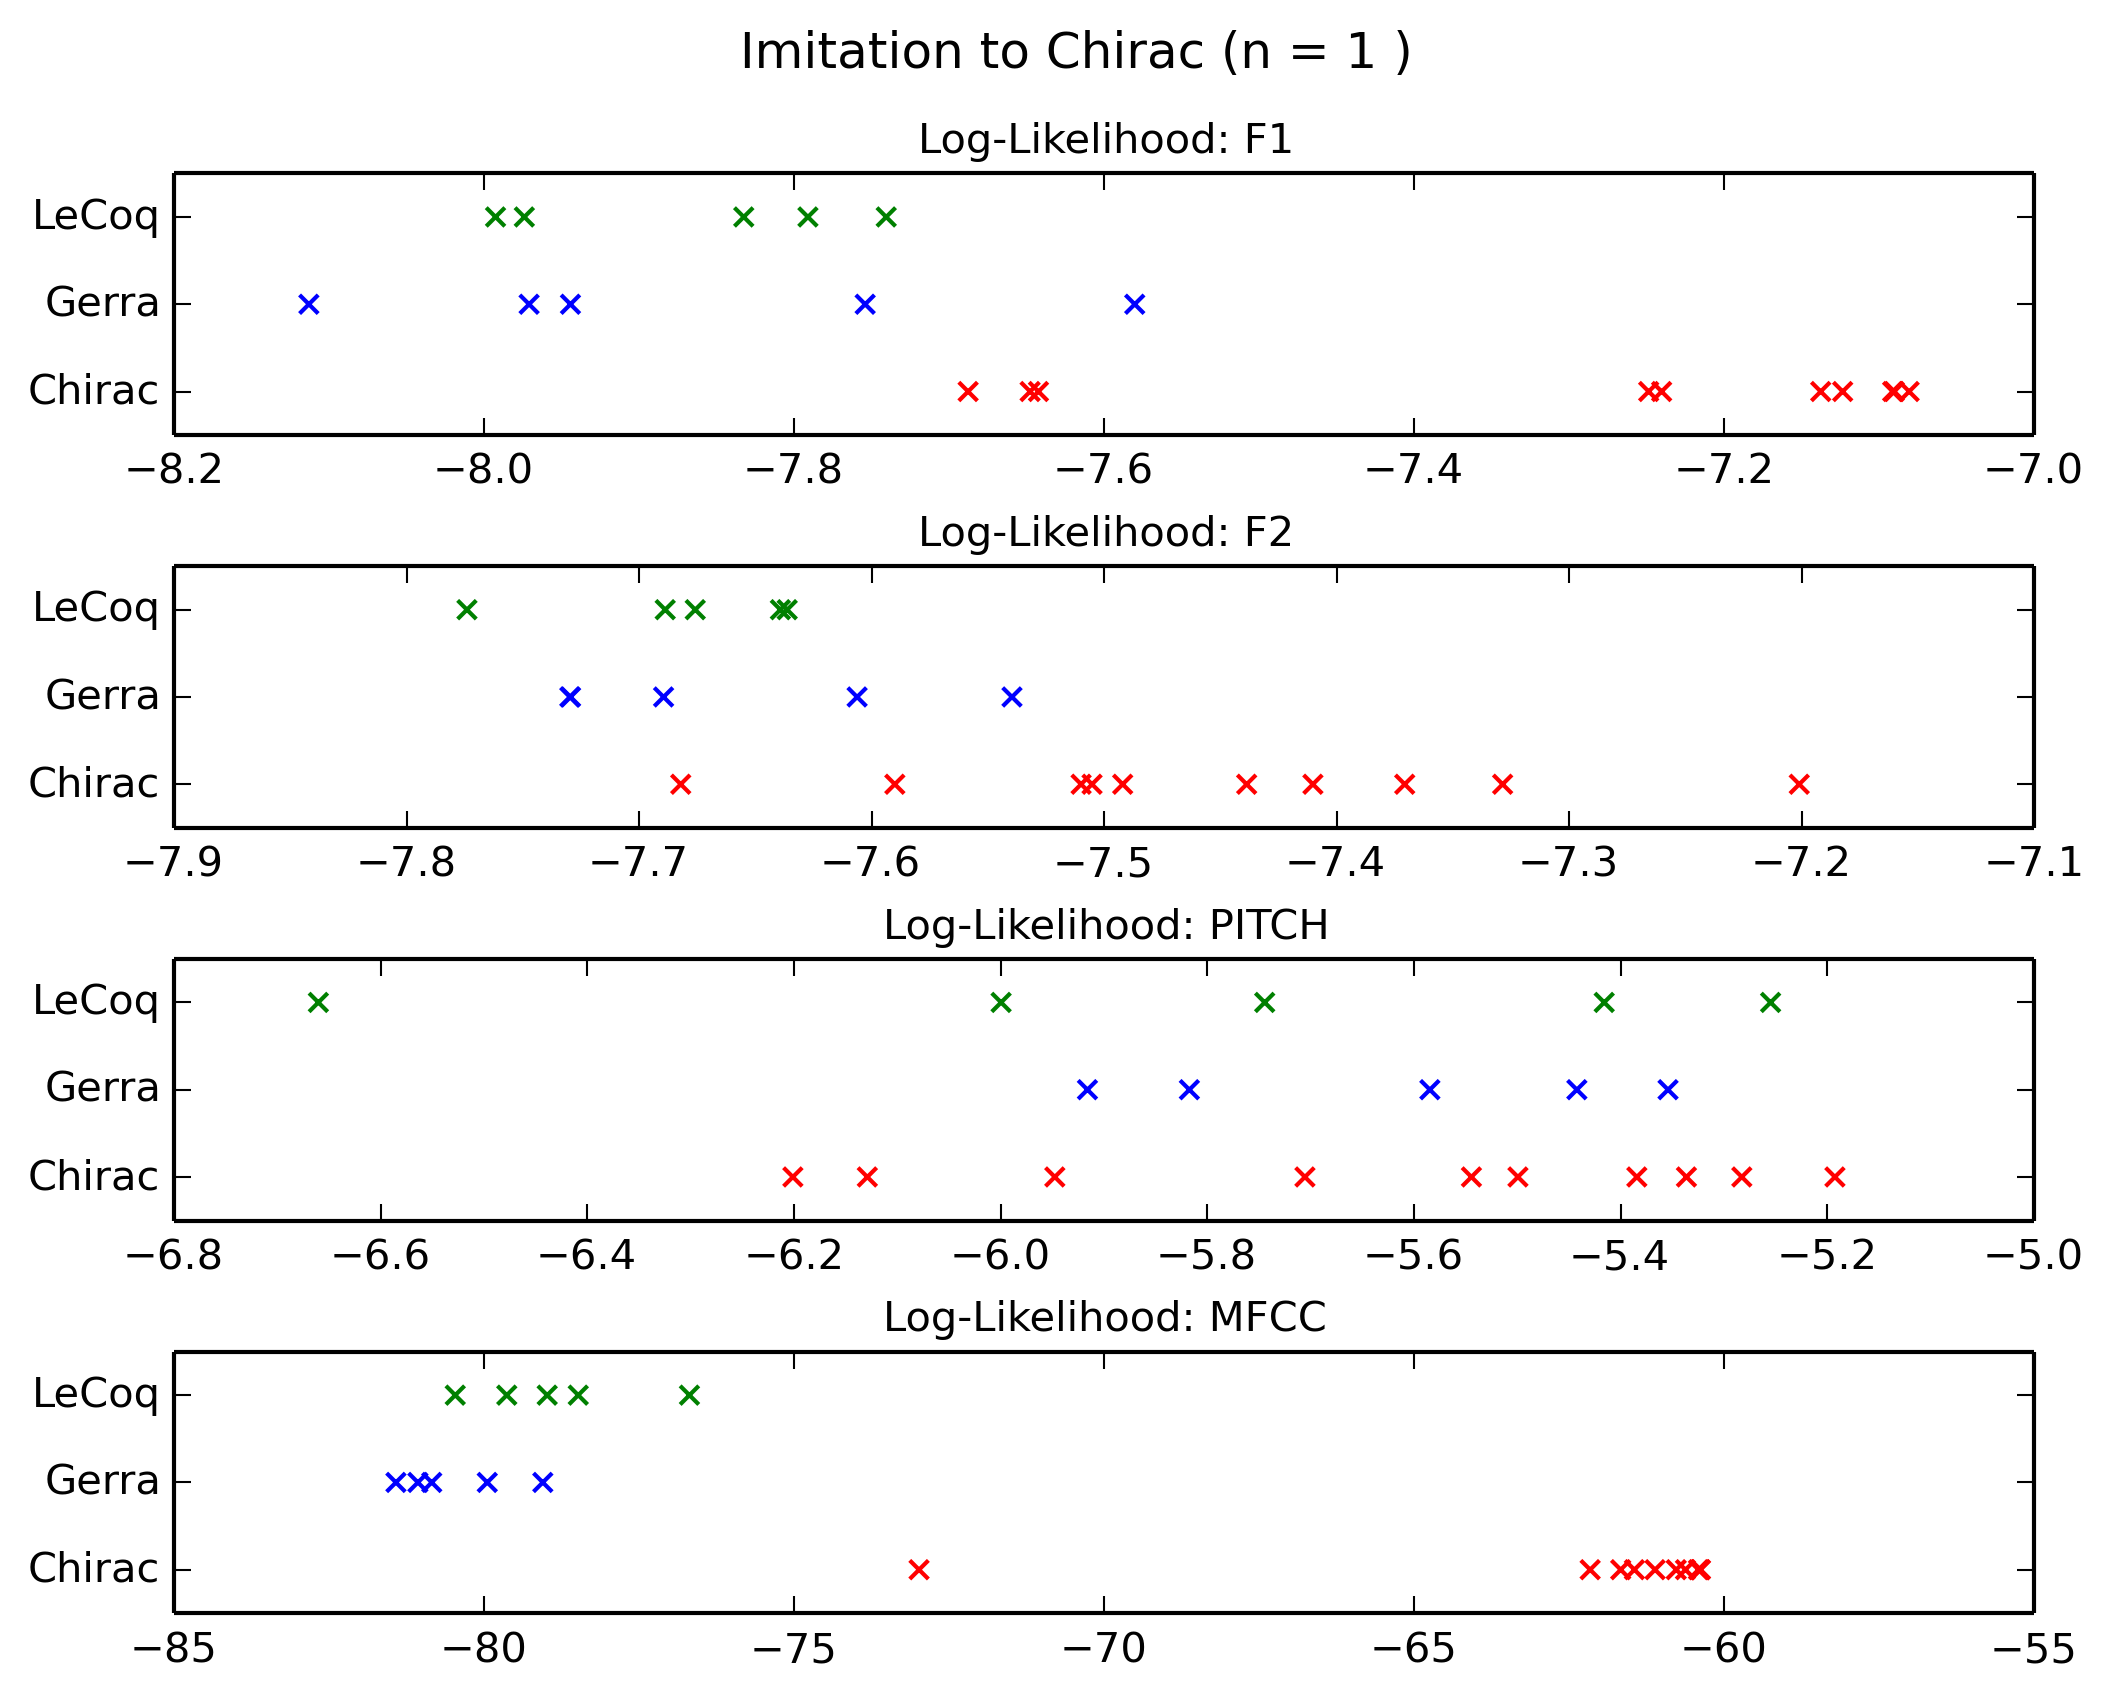 Imitation to Chirac (n = 1 )
Log-Likelihood: F1
LeCoq
Gerra
Chirac
−8.2 −8.0 −7.8 −7.6 −7.4 −7.2 −7.0
Log-Likelihood: F2
LeCoq
Gerra
Chirac
−7.9 −7.8 −7.7 −7.6 −7.5 −7.4 −7.3 −7.2 −7.1
Log-Likelihood: PITCH
LeCoq
Gerra
Chirac
−6.8 −6.6 −6.4 −6.2 −6.0 −5.8 −5.6 −5.4 −5.2 −5.0
Log-Likelihood: MFCC
LeCoq
Gerra
Chirac
−85 −80 −75 −70 −65 −60 −55